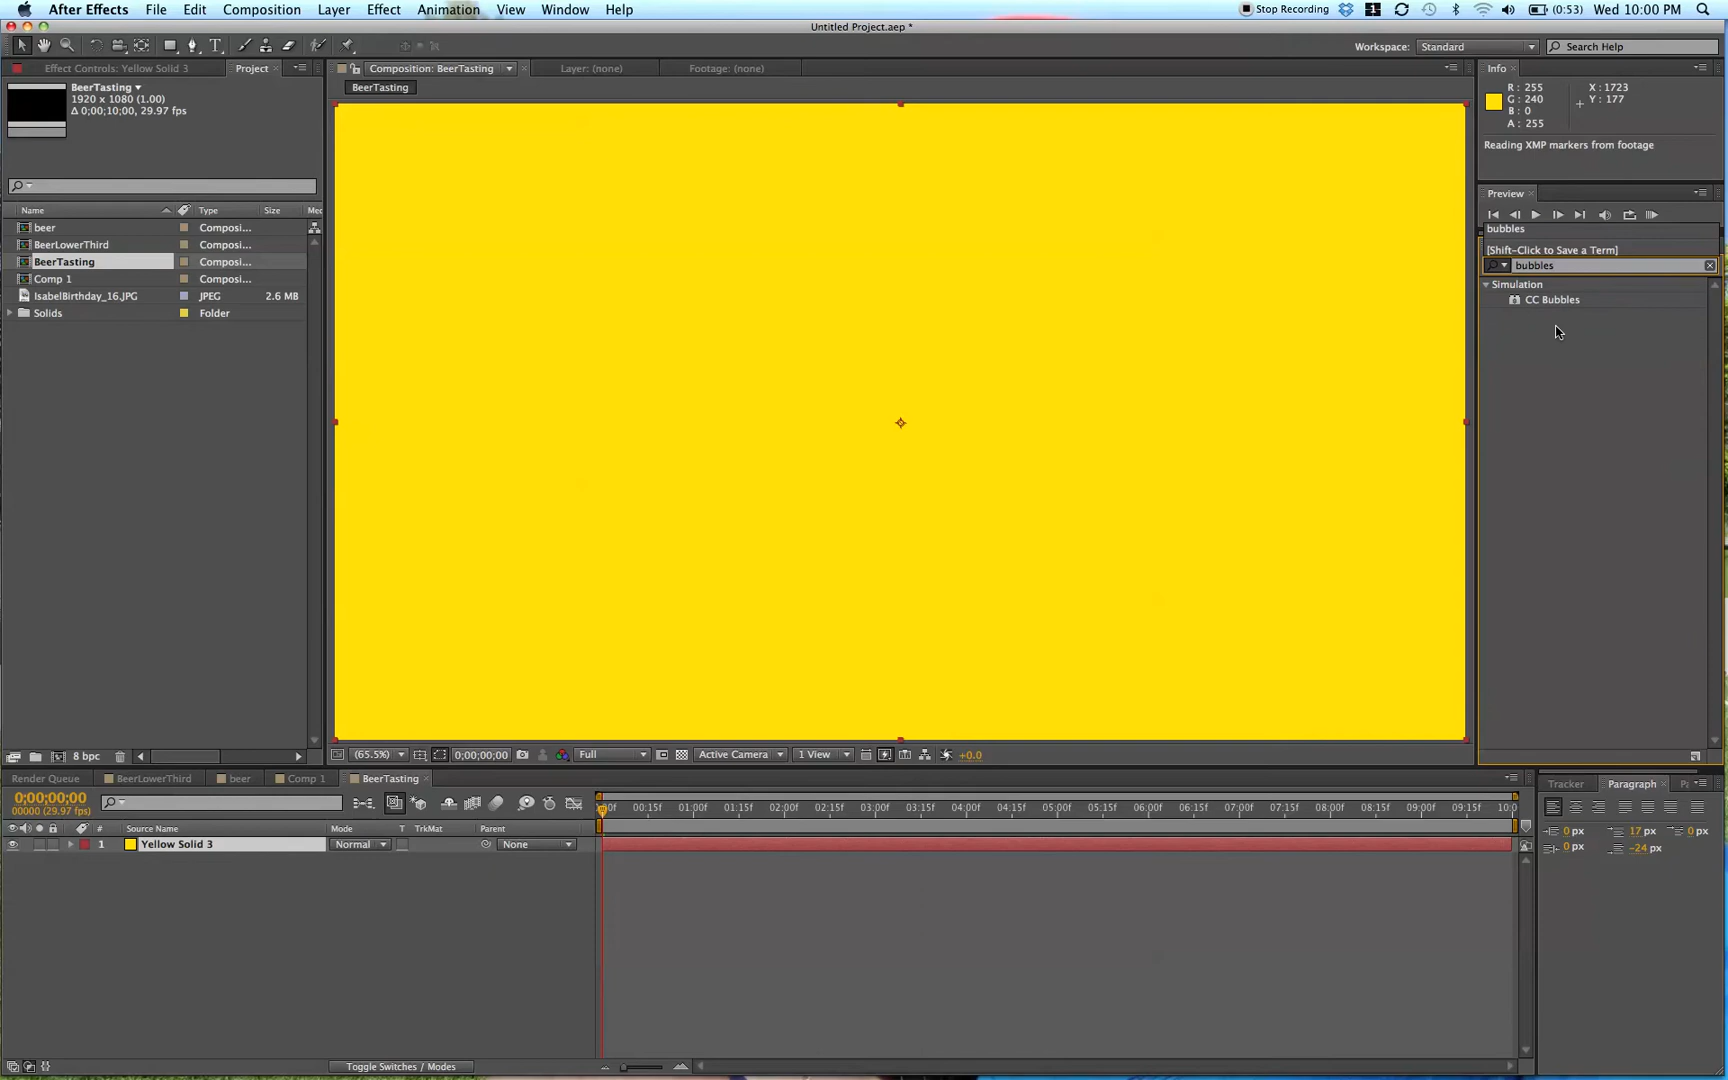 After Effects File Edit Composition Layer Effect Animation View Window Help
Stop Recording 1 (0:53) Wed 10:00 PM
Untitled Project.aep *
Workspace: Standard Search Help
Effect Controls: Yellow Solid 3 Project
Composition: BeerTasting Layer: (none) Footage: (none)
Info
BeerTasting
1920 x 1080 (1.00)
Δ 0;00;10;00, 29.97 fps
BeerTasting
R : 255 X : 1723
G : 240 Y : 177
B : 0
A : 255
Reading XMP markers from footage
Preview
bubbles
[Shift-Click to Save a Term]
bubbles
Simulation
CC Bubbles
Name Type Size Mec
beer Composi...
BeerLowerThird Composi...
BeerTasting Composi...
Comp 1 Composi...
IsabelBirthday_16.JPG JPEG 2.6 MB
Solids Folder
8 bpc
(65.5%) 0;00;00;00 Full Active Camera 1 View +0.0
Render Queue BeerLowerThird beer Comp 1 BeerTasting
Tracker Paragraph
0;00;00;00
00000 (29.97 fps)
00f 00:15f 01:00f 01:15f 02:00f 02:15f 03:00f 03:15f 04:00f 04:15f 05:00f 05:15f 06:00f 06:15f 07:00f 07:15f 08:00f 08:15f 09:00f 09:15f 10:0
# Source Name Mode T TrkMat Parent
1 Yellow Solid 3 Normal None
0 px 17 px 0 px
0 px -24 px
Toggle Switches / Modes